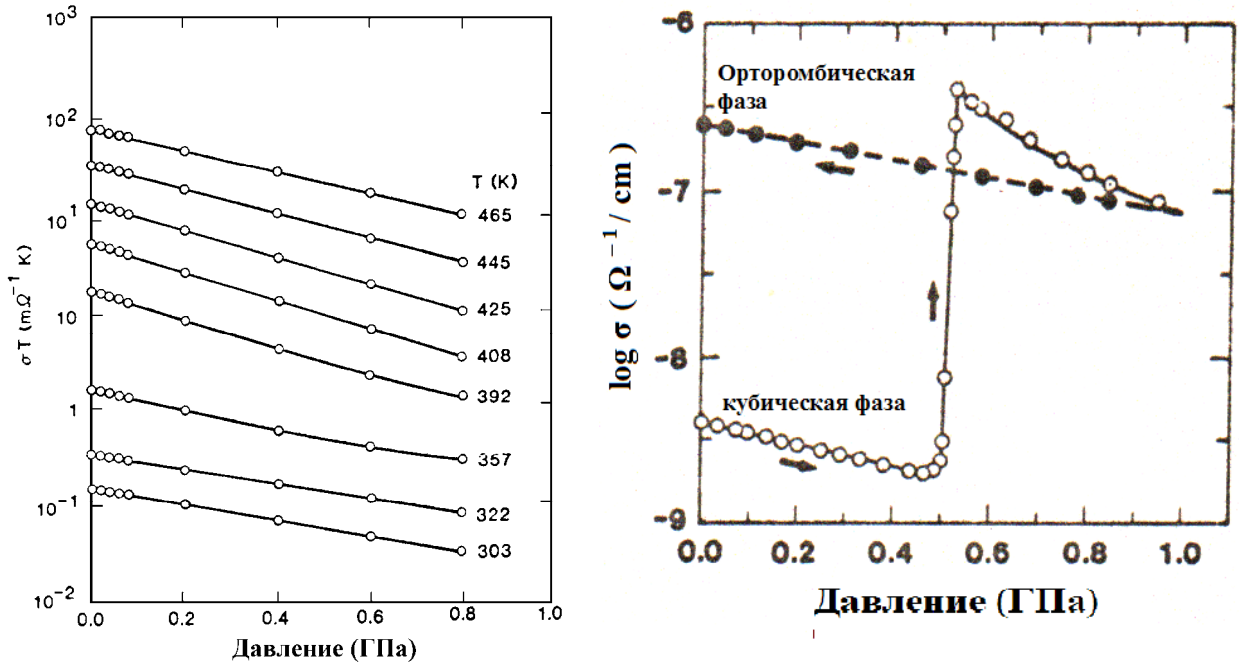 10³
10²
10¹
10
1
10⁻¹
10⁻²
σ T (mΩ⁻¹ K)
T (K)
465
445
425
408
392
357
322
303
0.0 0.2 0.4 0.6 0.8 1.0
Давление (ГПа)
-6
-7
-8
-9
log σ ( Ω⁻¹ / cm)
Орторомбическая
фаза
кубическая фаза
0.0 0.2 0.4 0.6 0.8 1.0
Давление (ГПа)